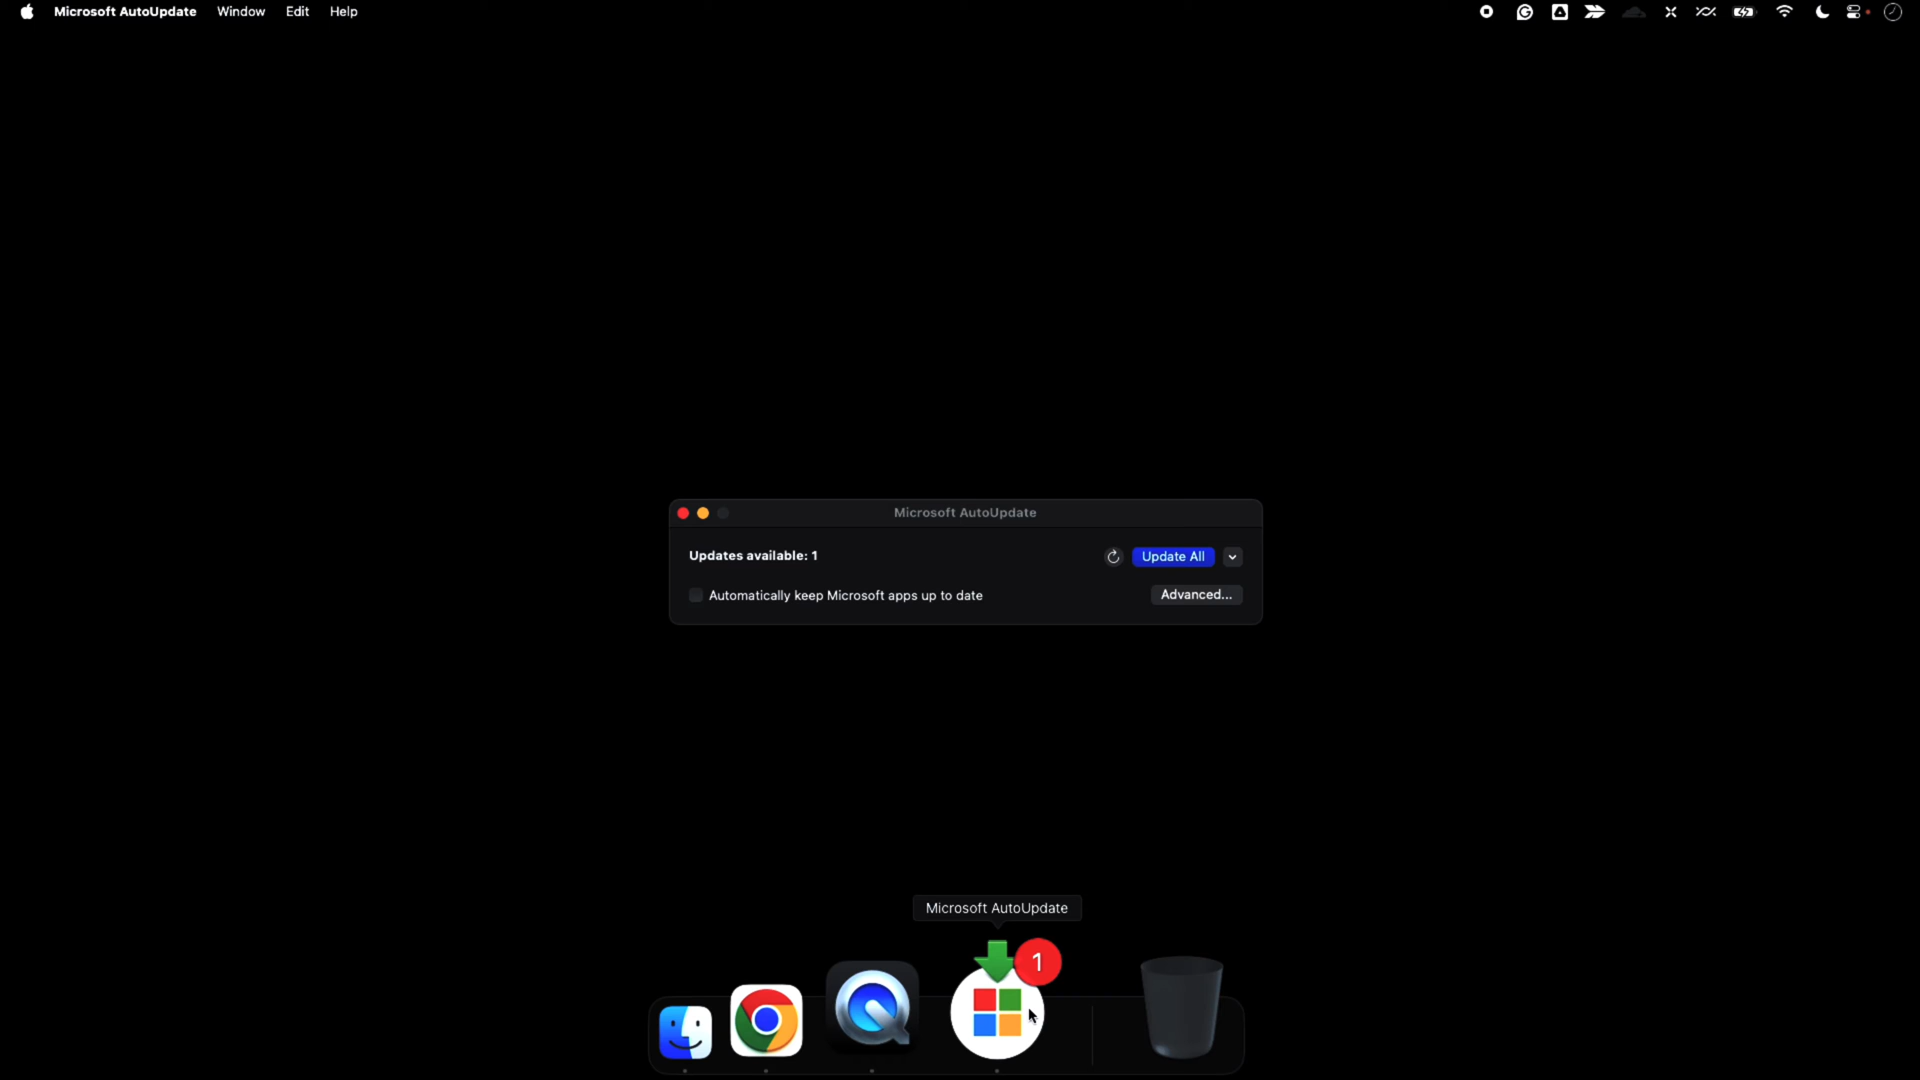 Microsoft AutoUpdate Window Edit Help
Microsoft AutoUpdate
Updates available: 1
Update All
Automatically keep Microsoft apps up to date
Advanced...
Microsoft AutoUpdate
1